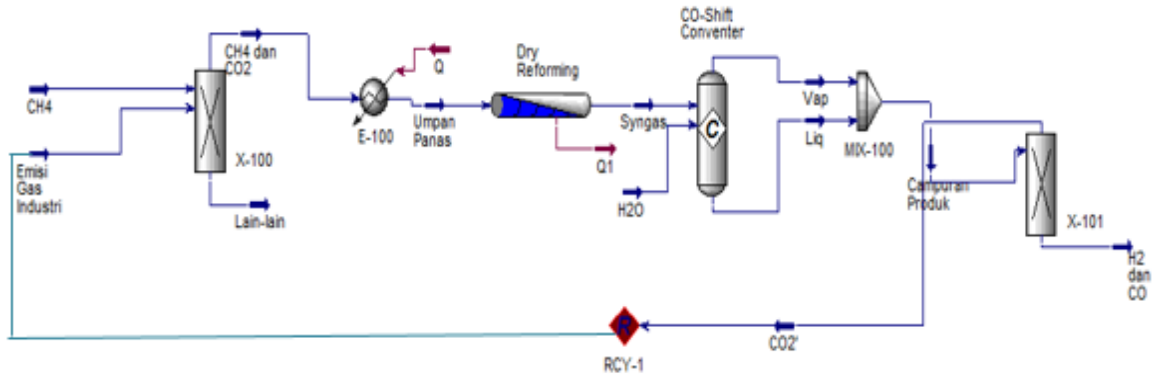 CO-Shift
Conventer
CH4 dan
CO2
Q
Dry
Reforming
CH4
E-100
Umpan
Panas
Syngas
C
Vap
Liq
MIX-100
X-100
Q1
Emisi
Gas
Industri
H2O
Lain-lain
Campuran
Produk
X-101
H2
dan
CO
R
CO2'
RCY-1